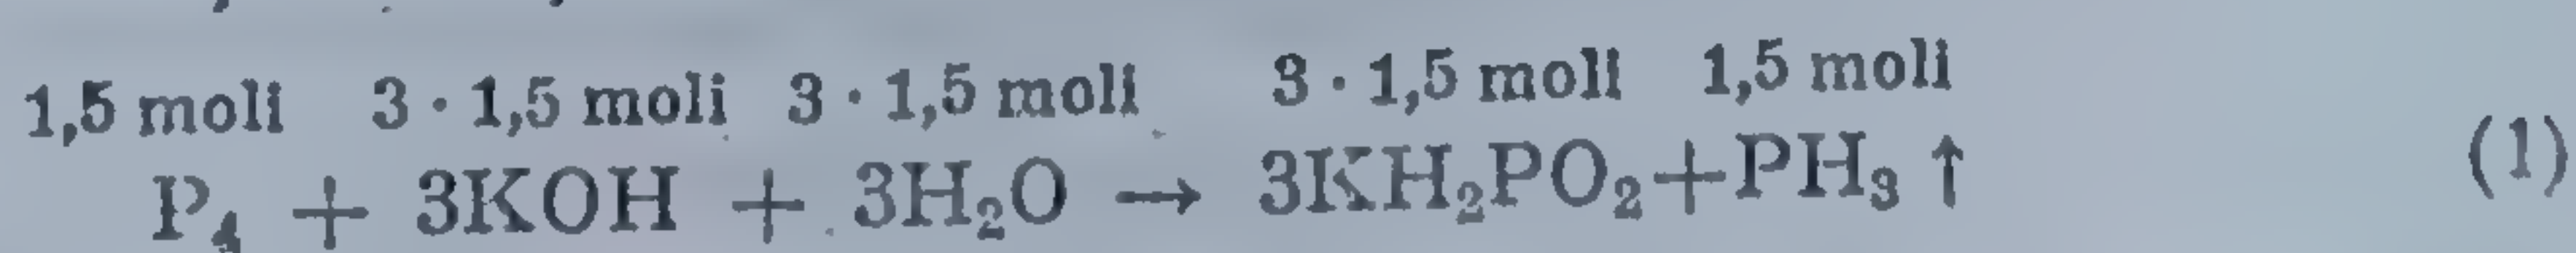 1,5 moli 3 · 1,5 moli 3 · 1,5 moli 3 · 1,5 moli 1,5 moli
P₄ + 3KOH + 3H₂O → 3KH₂PO₂+PH₃ ↑ (1)